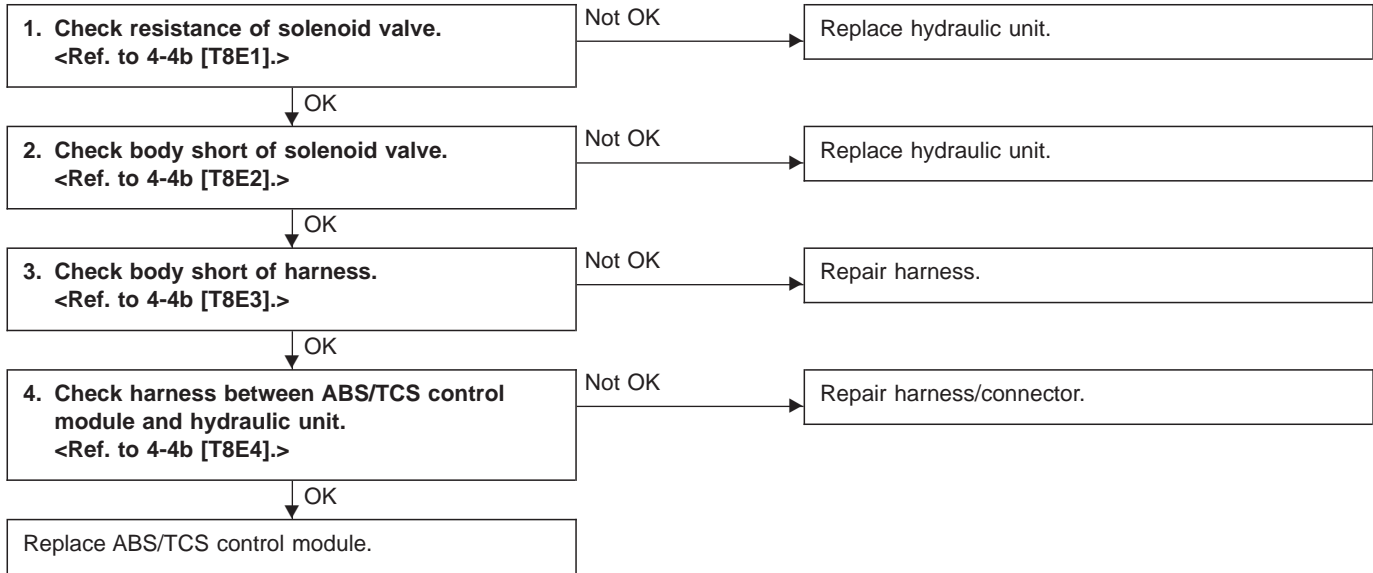 1. Check resistance of solenoid valve.
<Ref. to 4-4b [T8E1].>
Not OK
Replace hydraulic unit.
OK
2. Check body short of solenoid valve.
<Ref. to 4-4b [T8E2].>
Not OK
Replace hydraulic unit.
OK
3. Check body short of harness.
<Ref. to 4-4b [T8E3].>
Not OK
Repair harness.
OK
4. Check harness between ABS/TCS control
module and hydraulic unit.
<Ref. to 4-4b [T8E4].>
Not OK
Repair harness/connector.
OK
Replace ABS/TCS control module.